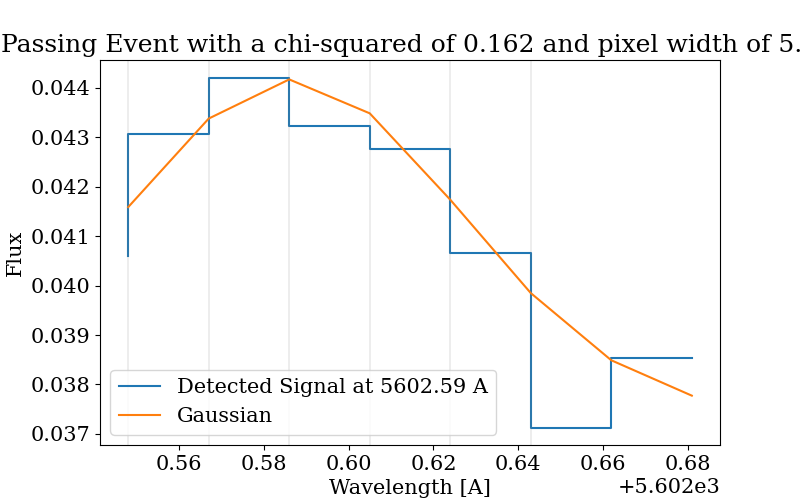 Passing Event with a chi-squared of 0.162 and pixel width of 5.
0.044
0.043
0.042
0.041
0.040
0.039
0.038
0.037
Flux
Detected Signal at 5602.59 A
Gaussian
0.56 0.58 0.60 0.62 0.64 0.66 0.68
Wavelength [A]
+5.602e3